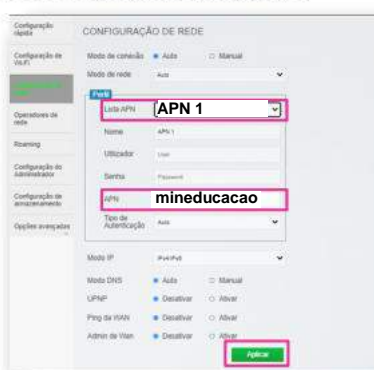 Configuração rápida
CONFIGURAÇÃO DE REDE
Configuração de Wi-Fi
Modo de conexão Auto Manual
Modo de rede Auto
Perfil
Lista APN APN 1
Operadores de rede
Nome APN 1
Roaming
Utilizador User
Configuração do Administrador
Senha Password
Configuração de armazenamento
APN mineducacao
Opções avançadas
Tipo de Autenticação Auto
Modo IP IPv4/IPv6
Modo DNS Auto Manual
UPNP Desativar Ativar
Ping da WAN Desativar Ativar
Admin da Wan Desativar Ativar
Aplicar